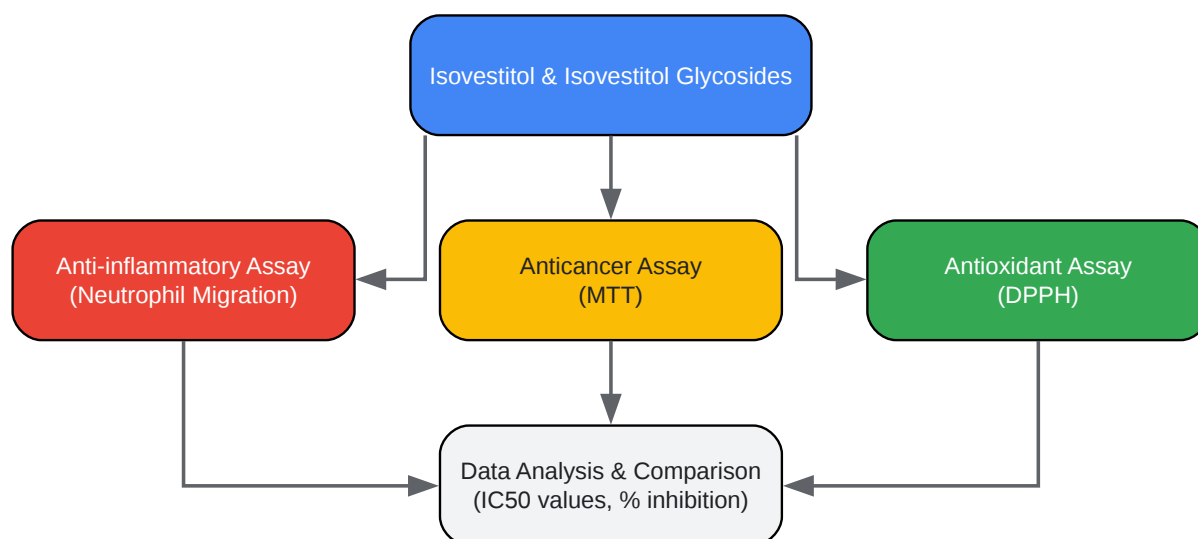 Isovestitol & Isovestitol Glycosides
Anti-inflammatory Assay
(Neutrophil Migration)
Anticancer Assay
(MTT)
Antioxidant Assay
(DPPH)
Data Analysis & Comparison
(IC50 values, % inhibition)